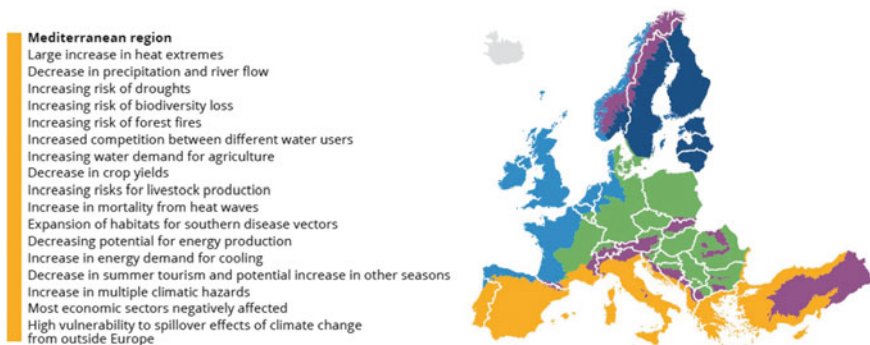 Mediterranean region
Large increase in heat extremes
Decrease in precipitation and river flow
Increasing risk of droughts
Increasing risk of biodiversity loss
Increasing risk of forest fires
Increased competition between different water users
Increasing water demand for agriculture
Decrease in crop yields
Increasing risks for livestock production
Increase in mortality from heat waves
Expansion of habitats for southern disease vectors
Decreasing potential for energy production
Increase in energy demand for cooling
Decrease in summer tourism and potential increase in other seasons
Increase in multiple climatic hazards
Most economic sectors negatively affected
High vulnerability to spillover effects of climate change
from outside Europe